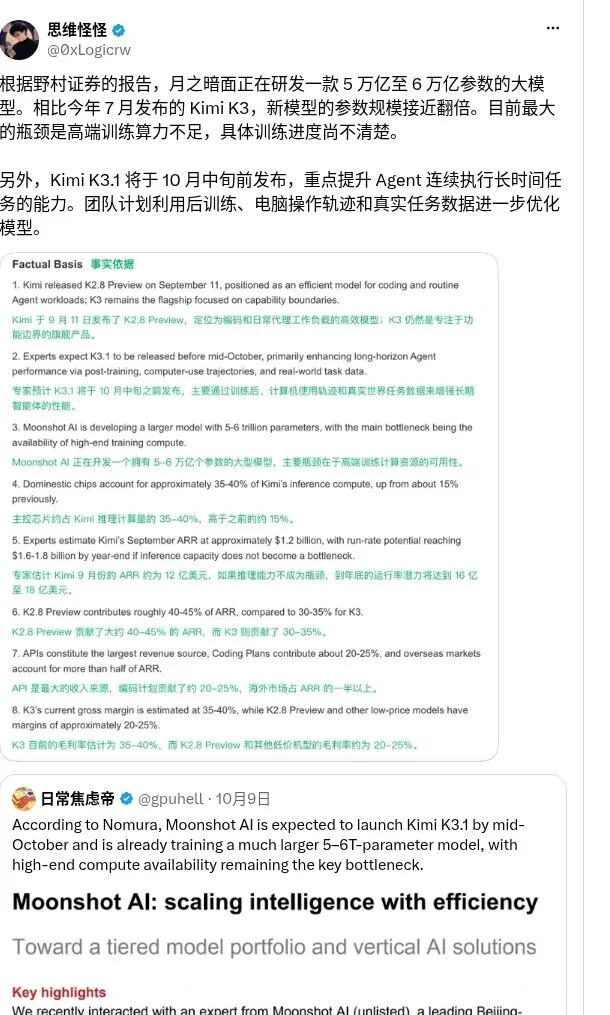 思维怪怪
@0xLogicrw
根据野村证券的报告，月之暗面正在研发一款 5 万亿至 6 万亿参数的大模
型。相比今年 7 月发布的 Kimi K3，新模型的参数规模接近翻倍。目前最大
的瓶颈是高端训练算力不足，具体训练进度尚不清楚。
另外，Kimi K3.1 将于 10 月中旬前发布，重点提升 Agent 连续执行长时间任
务的能力。团队计划利用后训练、电脑操作轨迹和真实任务数据进一步优化
模型。
Factual Basis 事实依据
1. Kimi released K2.8 Preview on September 11, positioned as an efficient model for coding and routine
Agent workloads; K3 remains the flagship focused on capability boundaries.
Kimi 于 9 月 11 日发布了 K2.8 Preview，定位为编码和日常代理工作负载的高效模型；K3 仍然是专注于功
能边界的旗舰产品。
2. Experts expect K3.1 to be released before mid-October, primarily enhancing long-horizon Agent
performance via post-training, computer-use trajectories, and real-world task data.
专家预计 K3.1 将于 10 月中旬之前发布，主要通过训练后、计算机使用轨迹和真实世界任务数据来增强长期
智能体的性能。
3. Moonshot AI is developing a larger model with 5-6 trillion parameters, with the main bottleneck being the
availability of high-end training compute.
Moonshot AI 正在开发一个拥有 5-6 万亿个参数的大型模型，主要瓶颈在于高端训练计算资源的可用性。
4. Dominestic chips account for approximately 35-40% of Kimi's inference compute, up from about 15%
previously.
主控芯片约占 Kimi 推理计算量的 35-40%，高于之前的约 15%。
5. Experts estimate Kimi's September ARR at approximately $1.2 billion, with run-rate potential reaching
$1.6-1.8 billion by year-end if inference capacity does not become a bottleneck.
专家估计 Kimi 9 月份的 ARR 约为 12 亿美元，如果推理能力不成为瓶颈，到年底的运行率潜力将达到 16 亿
至 18 亿美元。
6. K2.8 Preview contributes roughly 40-45% of ARR, compared to 30-35% for K3.
K2.8 Preview 贡献了大约 40-45% 的 ARR，而 K3 则贡献了 30-35%。
7. APIs constitute the largest revenue source, Coding Plans contribute about 20-25%, and overseas markets
account for more than half of ARR.
API 是最大的收入来源，编码计划贡献了约 20-25%，海外市场占 ARR 的一半以上。
8. K3's current gross margin is estimated at 35-40%, while K2.8 Preview and other low-price models have
margins of approximately 20-25%.
K3 目前的毛利率估计为 35-40%，而 K2.8 Preview 和其他低价机型的毛利率约为 20-25%。
日常焦虑帝 @gpuhell · 10月9日
According to Nomura, Moonshot AI is expected to launch Kimi K3.1 by mid-
October and is already training a much larger 5–6T-parameter model, with
high-end compute availability remaining the key bottleneck.
Moonshot AI: scaling intelligence with efficiency
Toward a tiered model portfolio and vertical AI solutions
Key highlights
We recently interacted with an expert from Moonshot AI (unlisted), a leading Beijing-